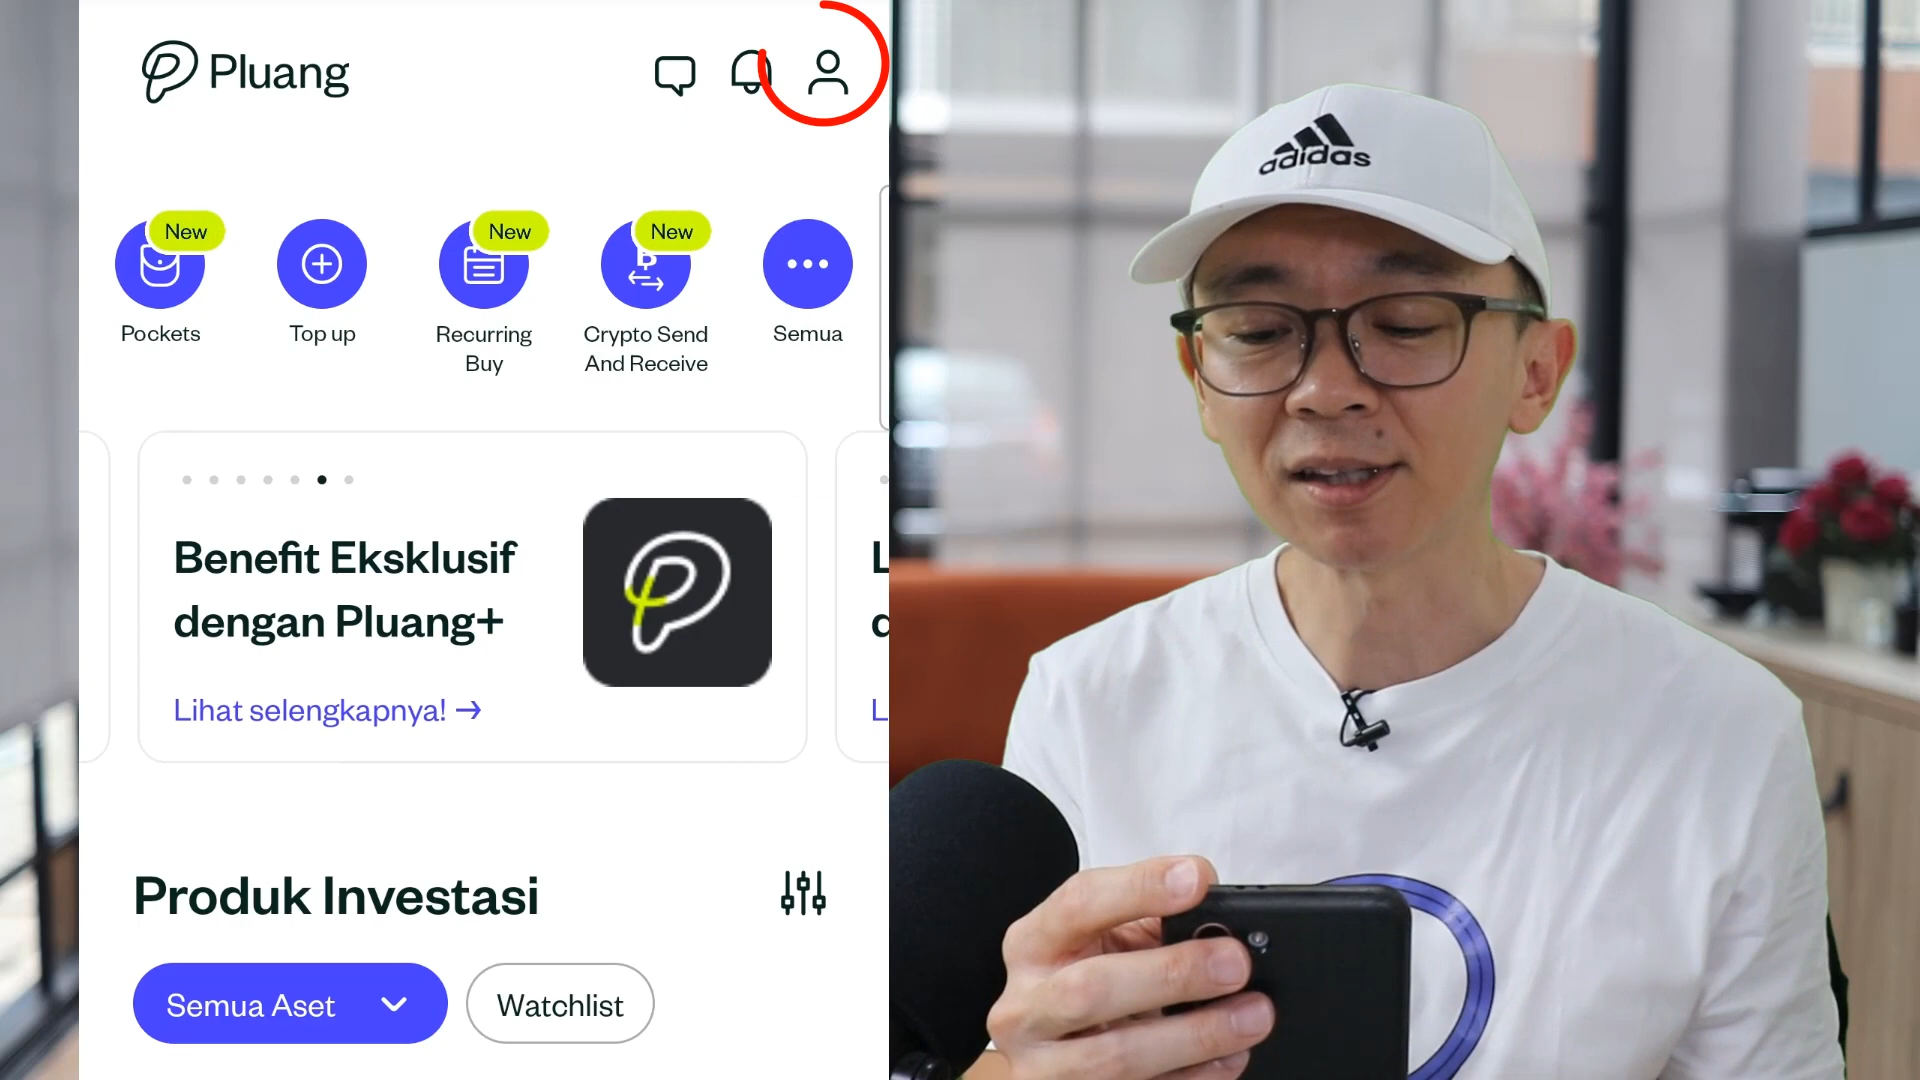 Pluang
New
New
New
Pockets
Top up
Recurring
Buy
Crypto Send
And Receive
Semua
Benefit Eksklusif
dengan Pluang+
Lihat selengkapnya! →
L
d
L
Produk Investasi
Semua Aset
Watchlist
adidas